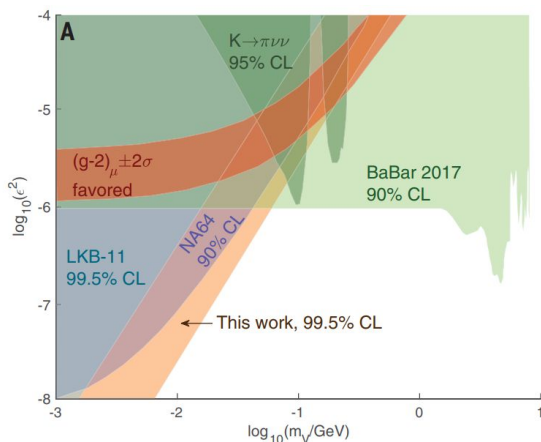 A
-4
K→πνν
95% CL
-5
(g-2)μ ±2σ
favored
BaBar 2017
90% CL
log10(ϵ²)
-6
LKB-11
99.5% CL
NA64
90% CL
-7
This work, 99.5% CL
-8
-3
-2
-1
0
1
log10(mV/GeV)